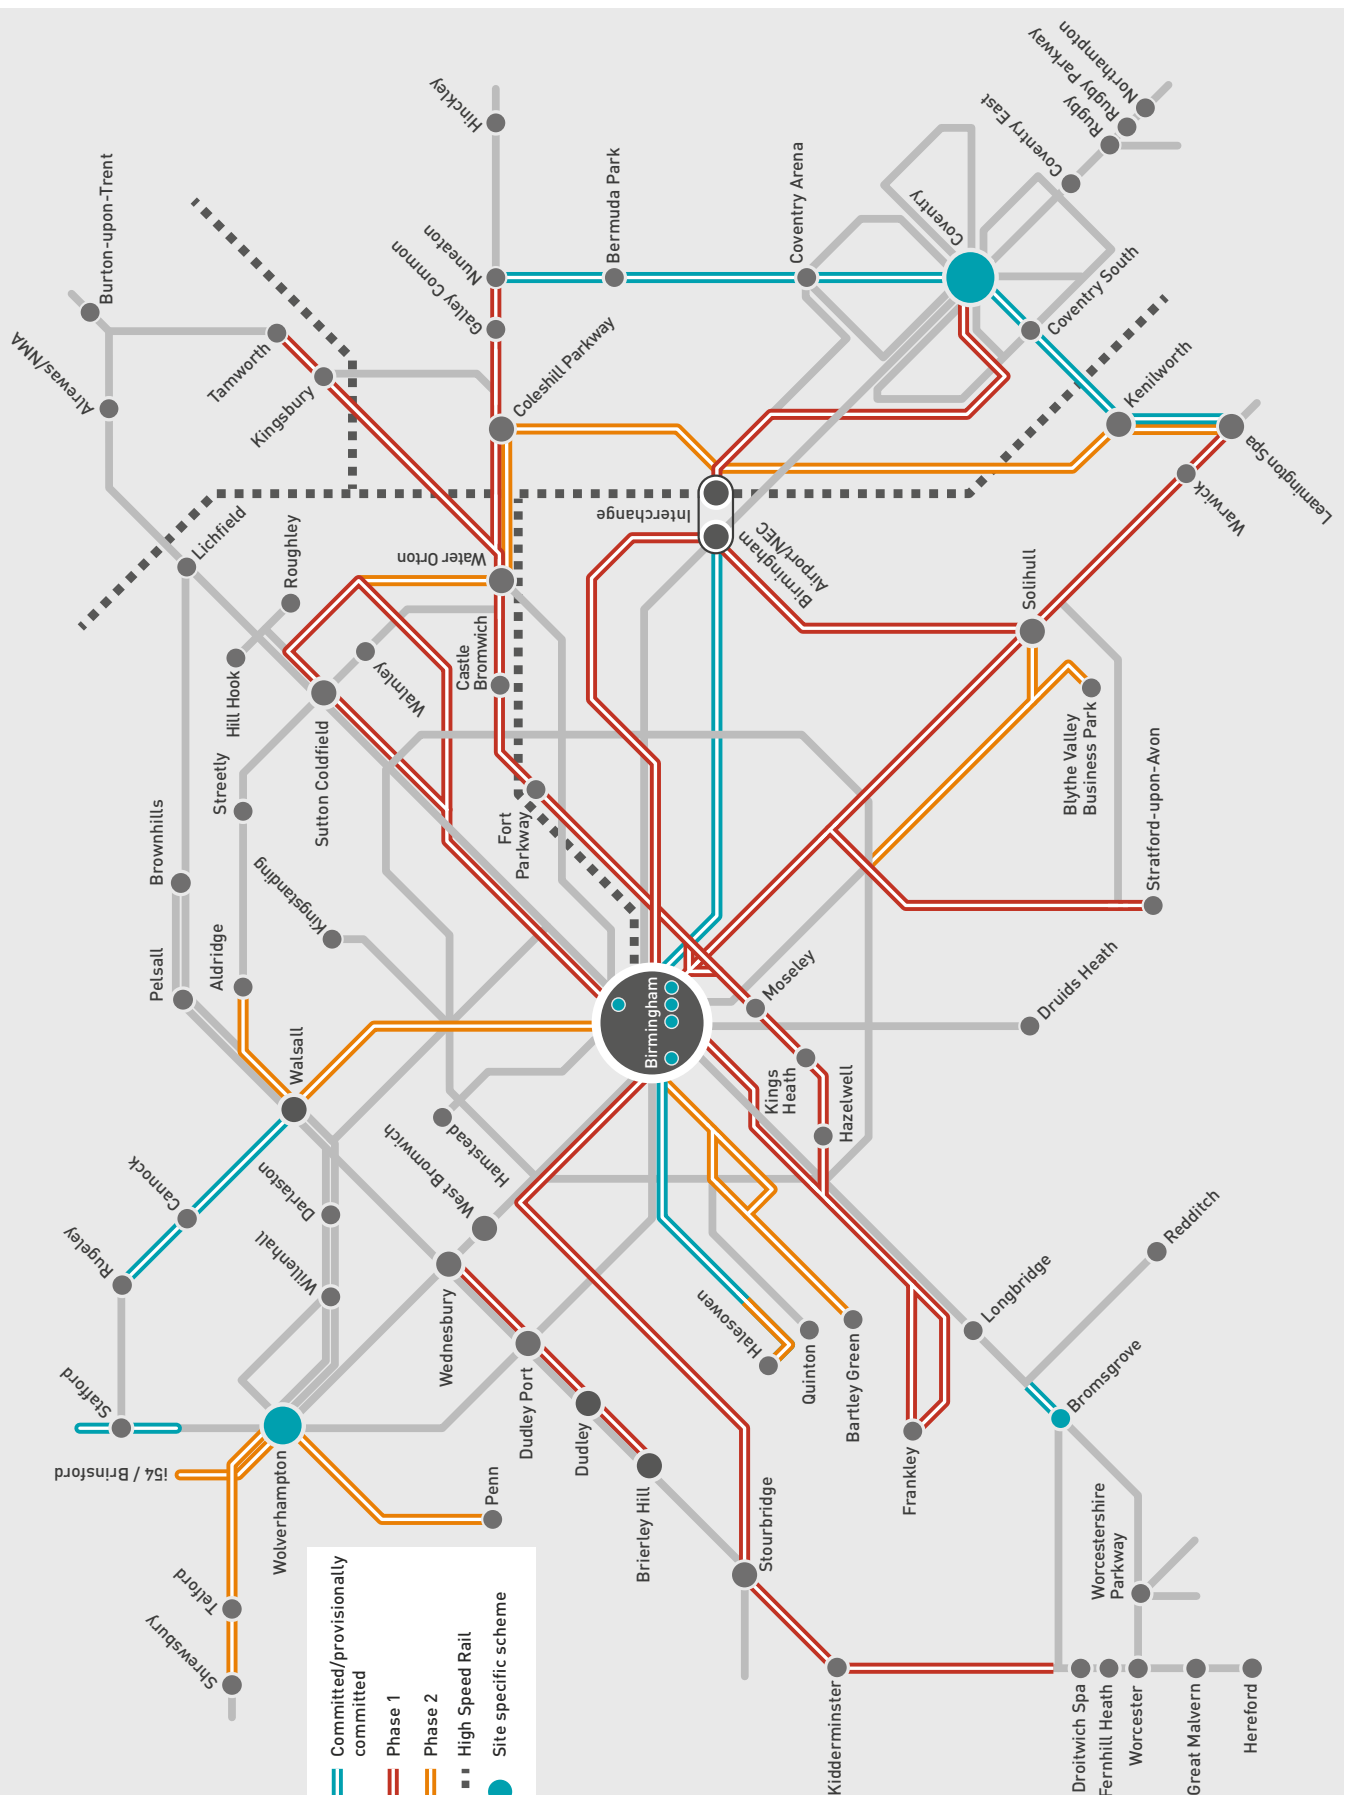 Northampton
Rugby Parkway
Rugby
Coventry East
Hinckley
Burton-upon-Trent
Alrewas/NMA
Tamworth
Kingsbury
Nuneaton
Galley Common
Bermuda Park
Coventry Arena
Coventry
Coventry South
Coleshill Parkway
Kenilworth
Leamington Spa
Warwick
Lichfield
Roughley
Hill Hook
Water Orton
Interchange
Birmingham
Airport/NEC
Solihull
Castle
Bromwich
Walmley
Sutton Coldfield
Streetly
Brownhills
Kingstanding
Fort
Parkway
Blythe Valley
Business Park
Stratford-upon-Avon
Pelsall
Aldridge
Walsall
Birmingham
Moseley
Druids Heath
Kings
Heath
Hazelwell
Hamstead
West Bromwich
Cannock
Darlaston
Rugeley
Willenhall
Wednesbury
Stafford
Halesowen
Quinton
Bartley Green
Longbridge
Redditch
Bromsgrove
Dudley Port
Dudley
Brierley Hill
Frankley
i54 / Brinsford
Wolverhampton
Penn
Stourbridge
Worcestershire
Parkway
Telford
Shrewsbury
Kidderminster
Droitwich Spa
Fernhill Heath
Worcester
Great Malvern
Hereford
Committed/provisionally
committed
Phase 1
Phase 2
High Speed Rail
Site specific scheme